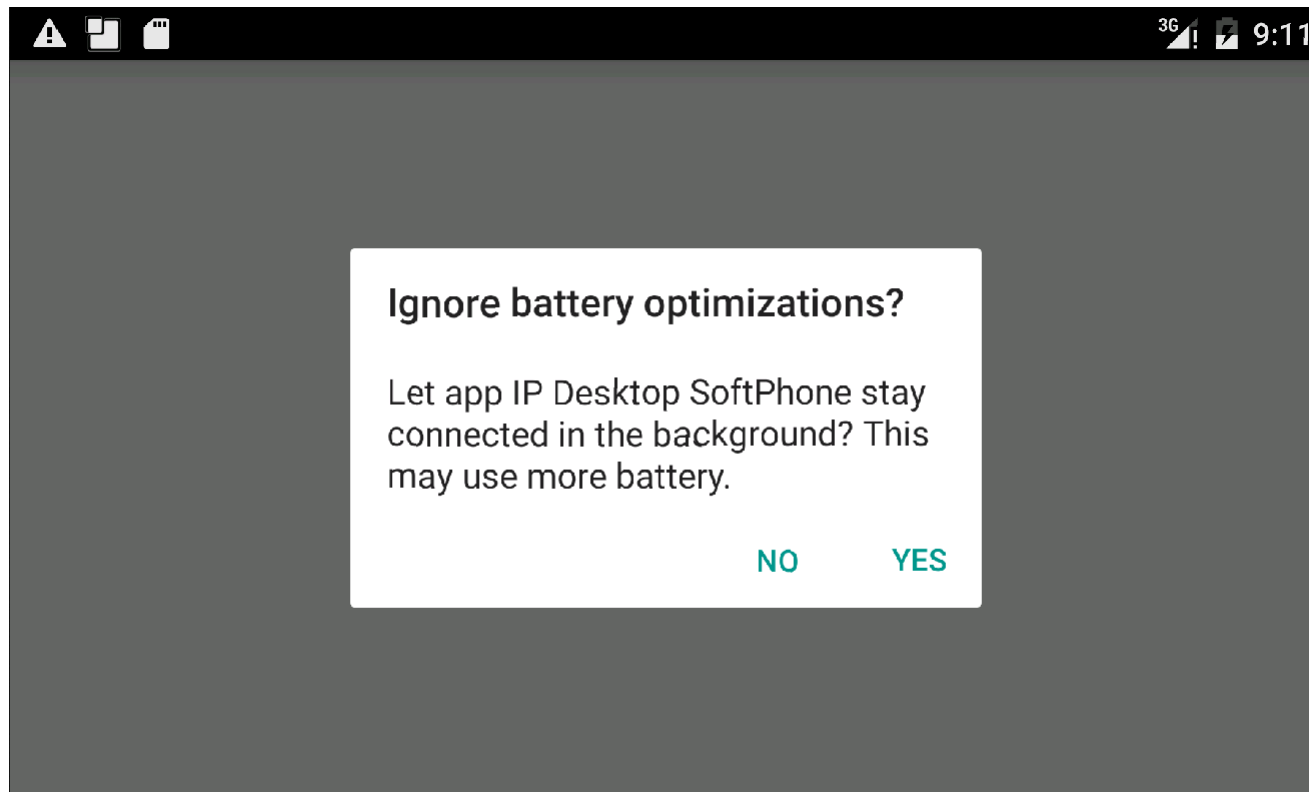 3G 9:11
Ignore battery optimizations?
Let app IP Desktop SoftPhone stay
connected in the background? This
may use more battery.
NO YES